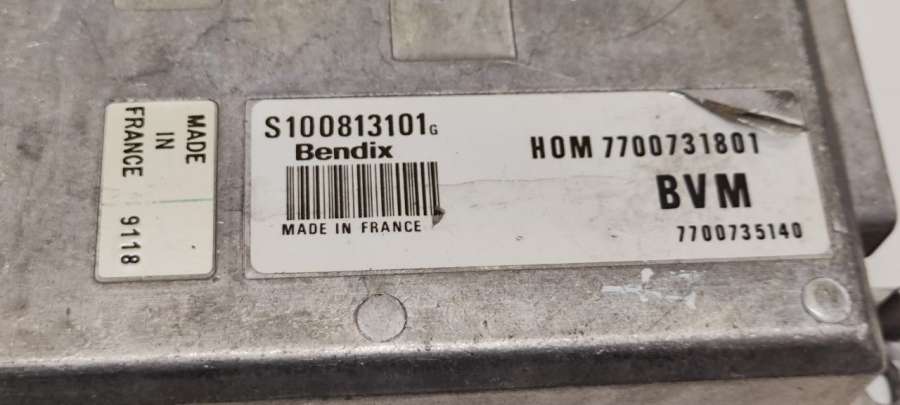 MADE
IN
FRANCE 9118
S100813101G
Bendix
MADE IN FRANCE
HOM 7700731801
BVM
7700735140